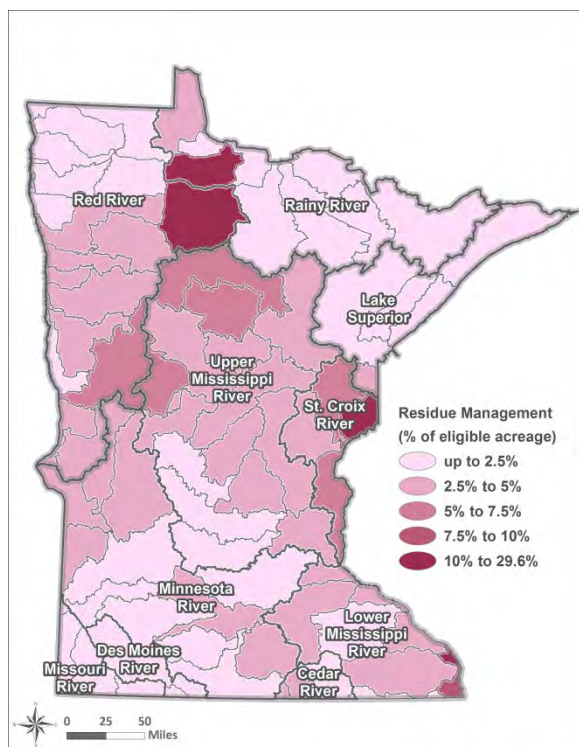 Red River
Rainy River
Lake
Superior
Upper
Mississippi
River
St. Croix
River
Residue Management
(% of eligible acreage)
up to 2.5%
2.5% to 5%
5% to 7.5%
7.5% to 10%
10% to 29.6%
Minnesota
River
Lower
Mississippi
River
Des Moines
River
Missouri
River
Cedar
River
0 25 50
Miles